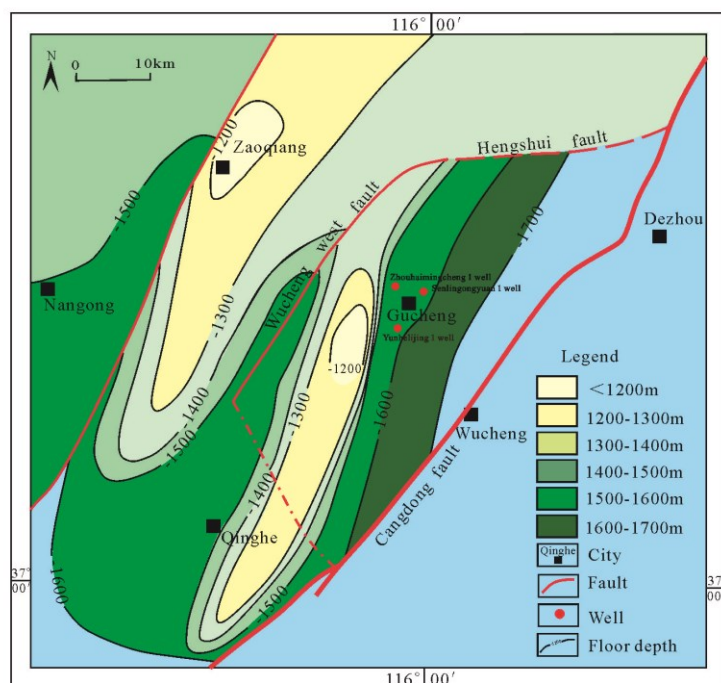 116°00′
N
0 10km
-1200
Zaoqiang
Hengshui fault
-1500
-1700
Dezhou
Wucheng west fault
Nangong
Zhouhaimingcheng 1 well
Senlingongyuan 1 well
Gucheng
Yunhelijing 1 well
-1300
-1200
Legend
<1200m
-1400
-1300
-1600
1200-1300m
-1500
Wucheng
1300-1400m
1400-1500m
-1400
Cangdong fault
1500-1600m
Qinghe
1600-1700m
Qinghe City
37°00′
-1600
-1500
Fault
37°00′
Well
Floor depth
116°00′